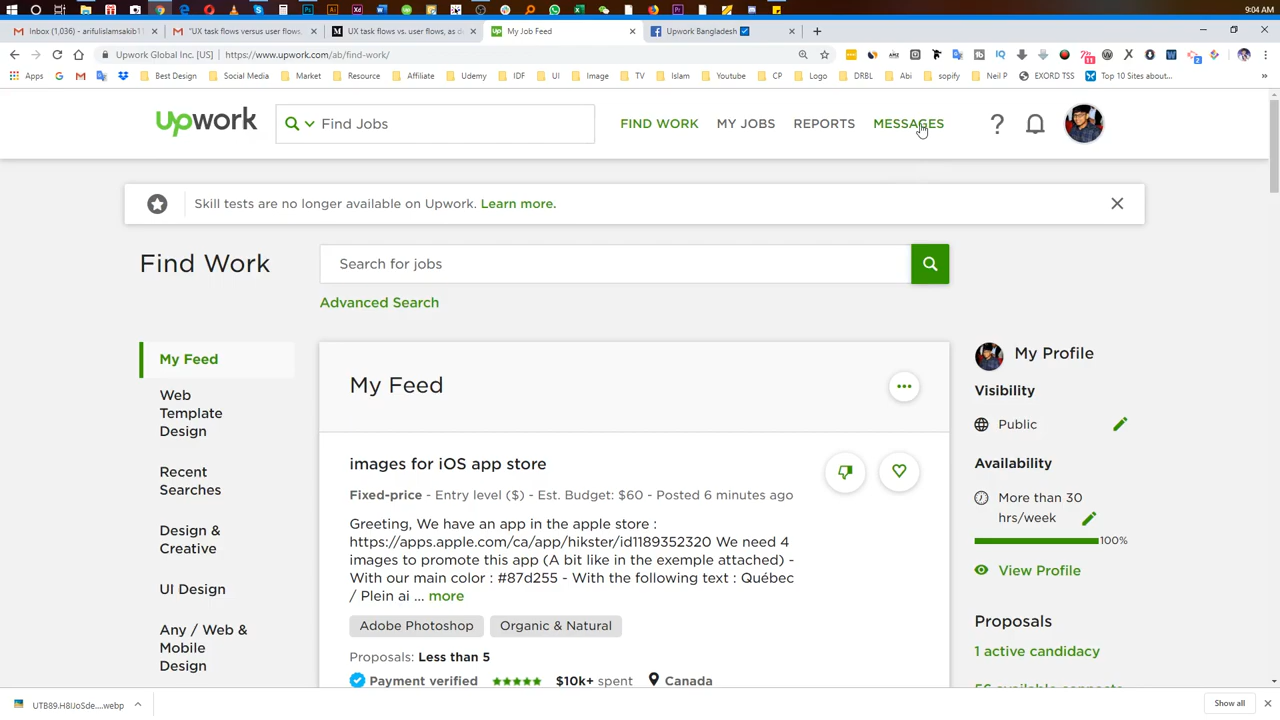 9:04 AM
Inbox (1,036) - arifulislamsakib1
"UX task flows versus user flow
UX task flows vs. user flows, as d
My Job Feed
Upwork Bangladesh
Upwork Global Inc. [US] | https://www.upwork.com/ab/find-work/
Apps Best Design Social Media Market Resource Affiliate Udemy IDF UI Image TV Islam Youtube CP Logo DRBL Abi sopify Neil P EXORD TSS Top 10 Sites about...
upwork
Find Jobs
FIND WORK MY JOBS REPORTS MESSAGES
Skill tests are no longer available on Upwork. Learn more.
Find Work
Search for jobs
Advanced Search
My Feed
Web
Template
Design
Recent
Searches
Design &
Creative
UI Design
Any / Web &
Mobile
Design
My Feed
images for iOS app store
Fixed-price - Entry level ($) - Est. Budget: $60 - Posted 6 minutes ago
Greeting, We have an app in the apple store :
https://apps.apple.com/ca/app/hikster/id1189352320 We need 4
images to promote this app (A bit like in the exemple attached) -
With our main color : #87d255 - With the following text : Québec
/ Plein ai ... more
Adobe Photoshop Organic & Natural
Proposals: Less than 5
Payment verified $10k+ spent Canada
My Profile
Visibility
Public
Availability
More than 30
hrs/week
100%
View Profile
Proposals
1 active candidacy
UTB89.H8IJoSde....webp
Show all